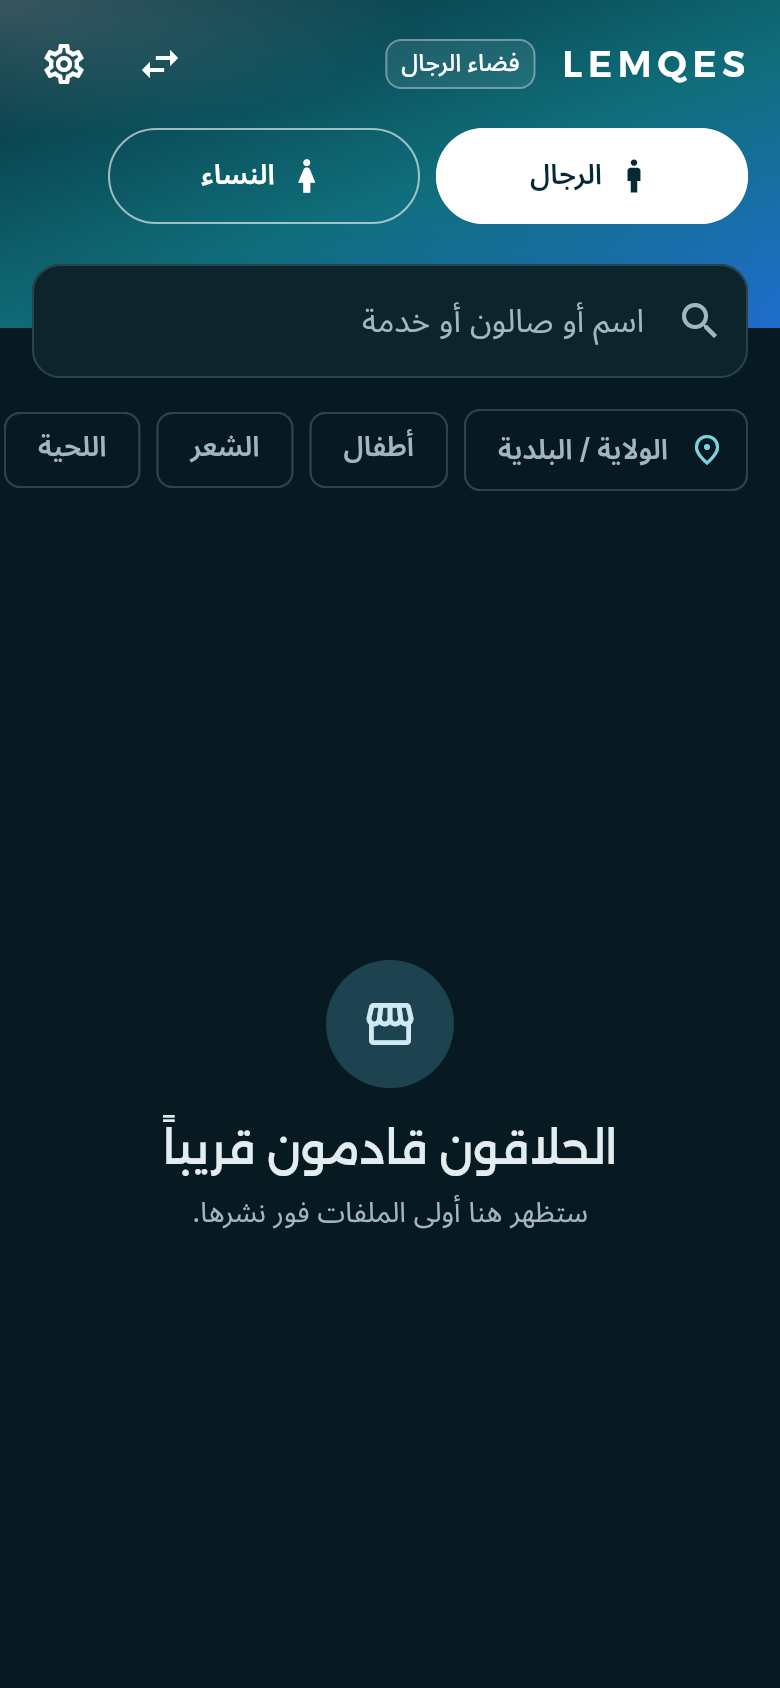 LEMQES فضاء الرجال
الرجال النساء
اسم أو صالون أو خدمة
الولاية / البلدية أطفال الشعر اللحية
الحلاقون قادمون قريباً
ستظهر هنا أولى الملفات فور نشرها.